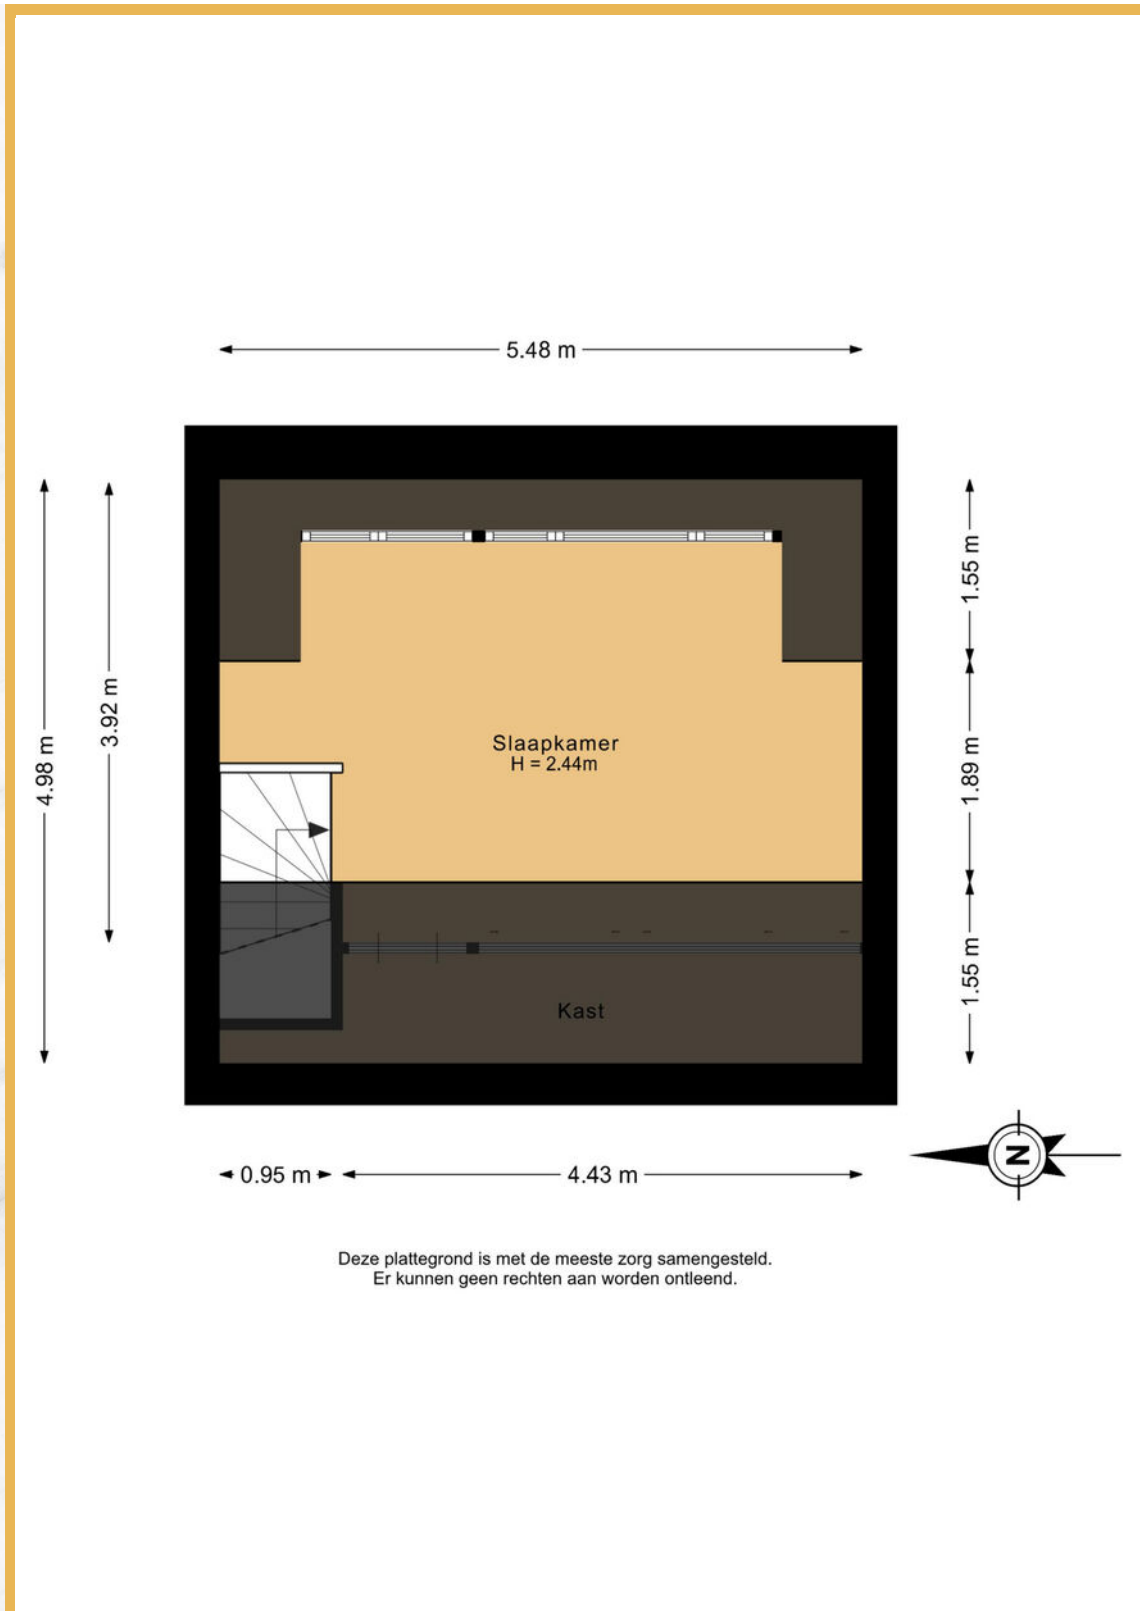 5.48 m
1.55 m
3.92 m
4.98 m
Slaapkamer
H = 2.44m
1.89 m
1.55 m
Kast
0.95 m
4.43 m
N
Deze plattegrond is met de meeste zorg samengesteld.
Er kunnen geen rechten aan worden ontleend.